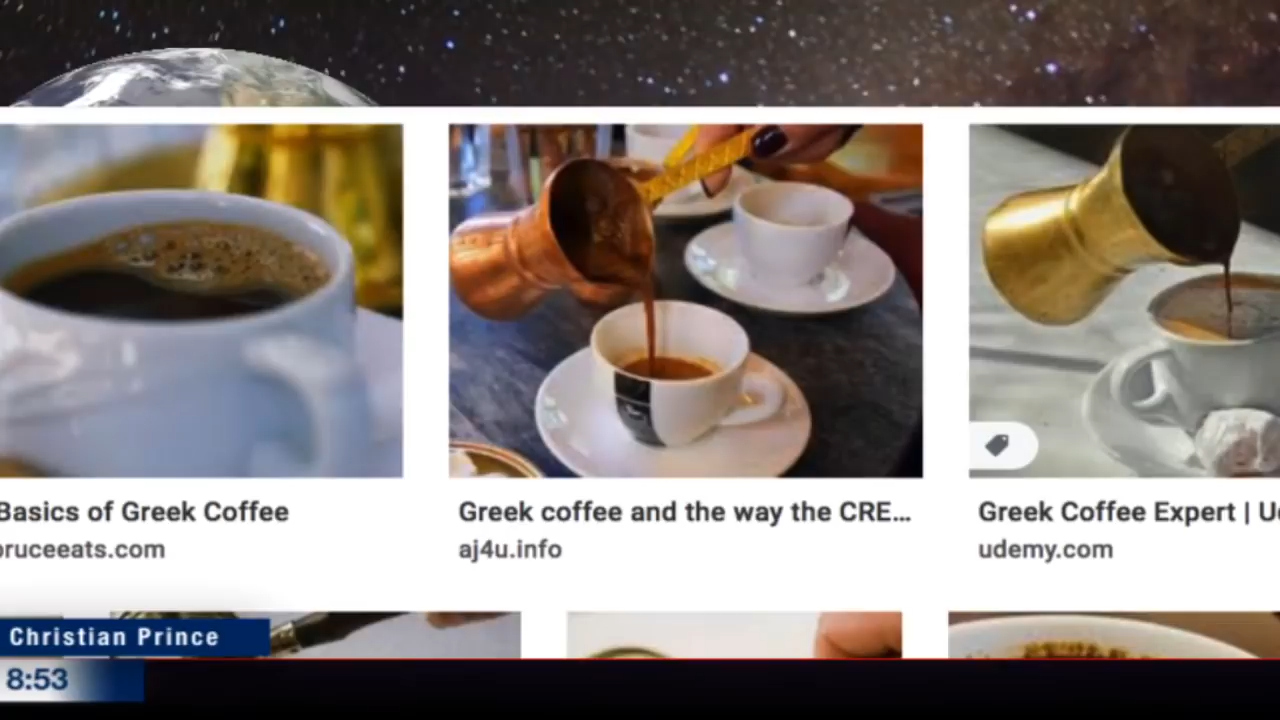 Basics of Greek Coffee
pruceeats.com
Greek coffee and the way the CRE...
aj4u.info
Greek Coffee Expert | U
udemy.com
Christian Prince
8:53